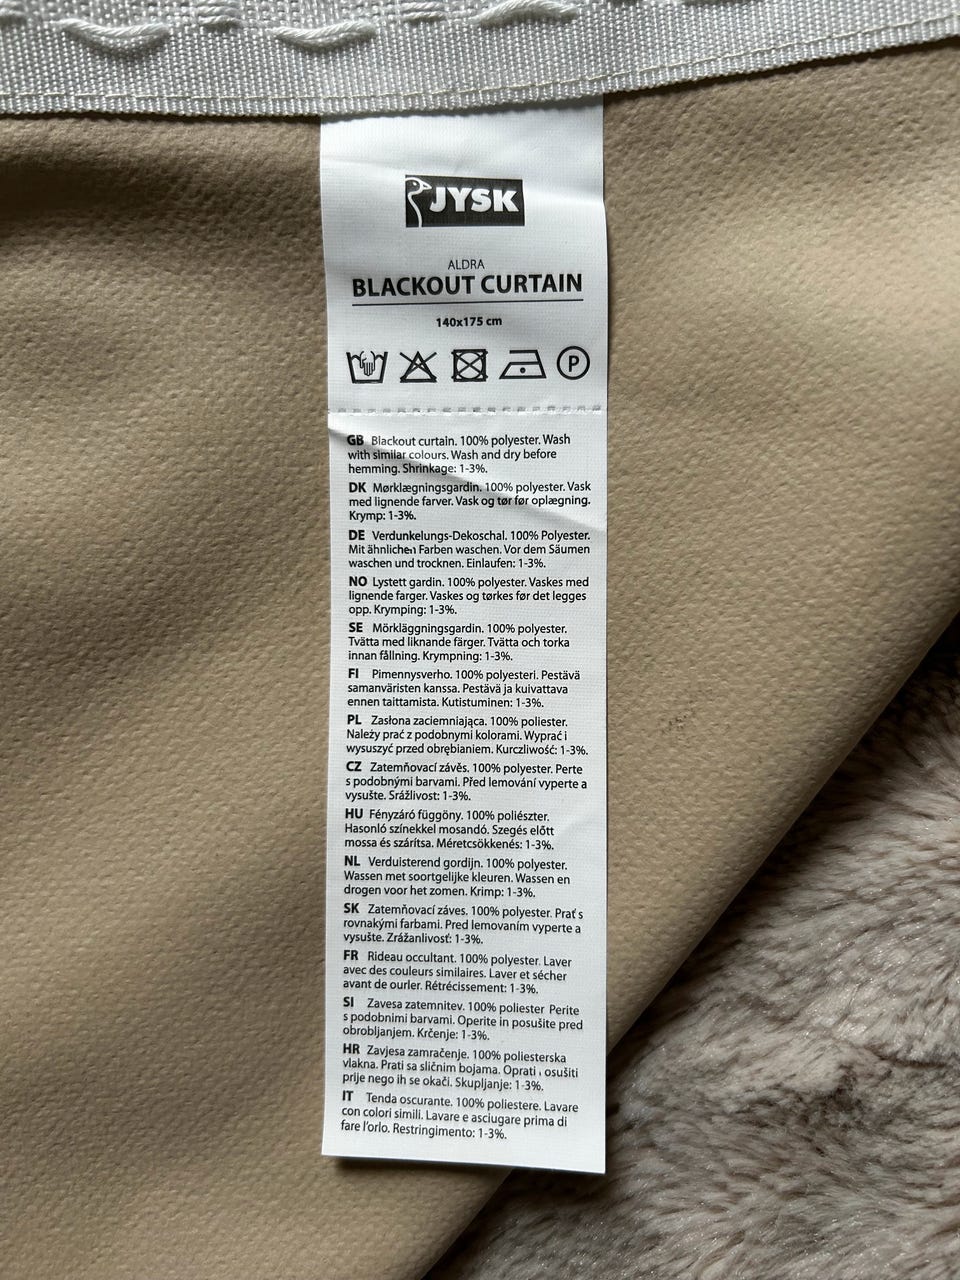 JYSK
ALDRA
BLACKOUT CURTAIN
140x175 cm
P
GB Blackout curtain. 100% polyester. Wash
with similar colours. Wash and dry before
hemming. Shrinkage: 1-3%.
DK Mørklægningsgardin. 100% polyester. Vask
med lignende farver. Vask og tør før oplægning.
Krymp: 1-3%.
DE Verdunkelungs-Dekoschal. 100% Polyester.
Mit ähnlichen Farben waschen. Vor dem Säumen
waschen und trocknen. Einlaufen: 1-3%.
NO Lystett gardin. 100% polyester. Vaskes med
lignende farger. Vaskes og tørkes før det legges
opp. Krymping: 1-3%.
SE Mörkläggningsgardin. 100% polyester.
Tvätta med liknande färger. Tvätta och torka
innan fållning. Krympning: 1-3%.
FI Pimennysverho. 100% polyesteri. Pestävä
samanväristen kanssa. Pestävä ja kuivattava
ennen taittamista. Kutistuminen: 1-3%.
PL Zasłona zaciemniająca. 100% poliester.
Należy prać z podobnymi kolorami. Wyprać i
wysuszyć przed obrębianiem. Kurczliwość: 1-3%.
CZ Zatemňovací závěs. 100% polyester. Perte
s podobnými barvami. Před lemování vyperte a
vysušte. Srážlivost: 1-3%.
HU Fényzáró függöny. 100% poliészter.
Hasonló színekkel mosandó. Szegés előtt
mossa és szárítsa. Méretcsökkenés: 1-3%.
NL Verduisterend gordijn. 100% polyester.
Wassen met soortgelijke kleuren. Wassen en
drogen voor het zomen. Krimp: 1-3%.
SK Zatemňovací záves. 100% polyester. Prať s
rovnakými farbami. Pred lemovaním vyperte a
vysušte. Zrážanlivosť: 1-3%.
FR Rideau occultant. 100% polyester. Laver
avec des couleurs similaires. Laver et sécher
avant de ourler. Rétrécissement: 1-3%.
SI Zavesa zatemnitev. 100% poliester Perite
s podobnimi barvami. Operite in posušite pred
obrobljanjem. Krčenje: 1-3%.
HR Zavjesa zamračenje. 100% poliesterska
vlakna. Prati sa sličnim bojama. Oprati i osušiti
prije nego ih se okači. Skupljanje: 1-3%.
IT Tenda oscurante. 100% poliestere. Lavare
con colori simili. Lavare e asciugare prima di
fare l'orlo. Restringimento: 1-3%.